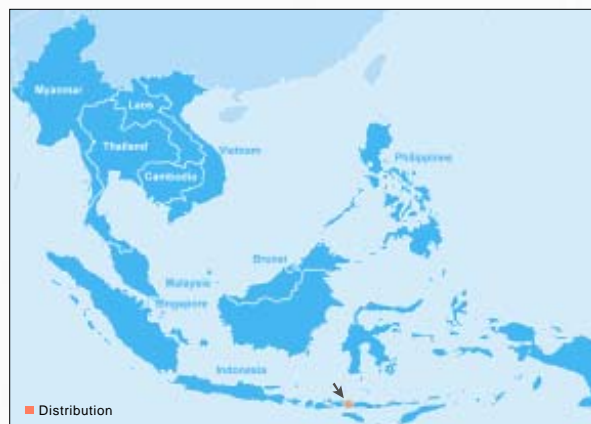 Myanmar
Laos
Thailand
Vietnam
Cambodia
Philippines
Brunei
Malaysia
Singapore
Indonesia
Distribution